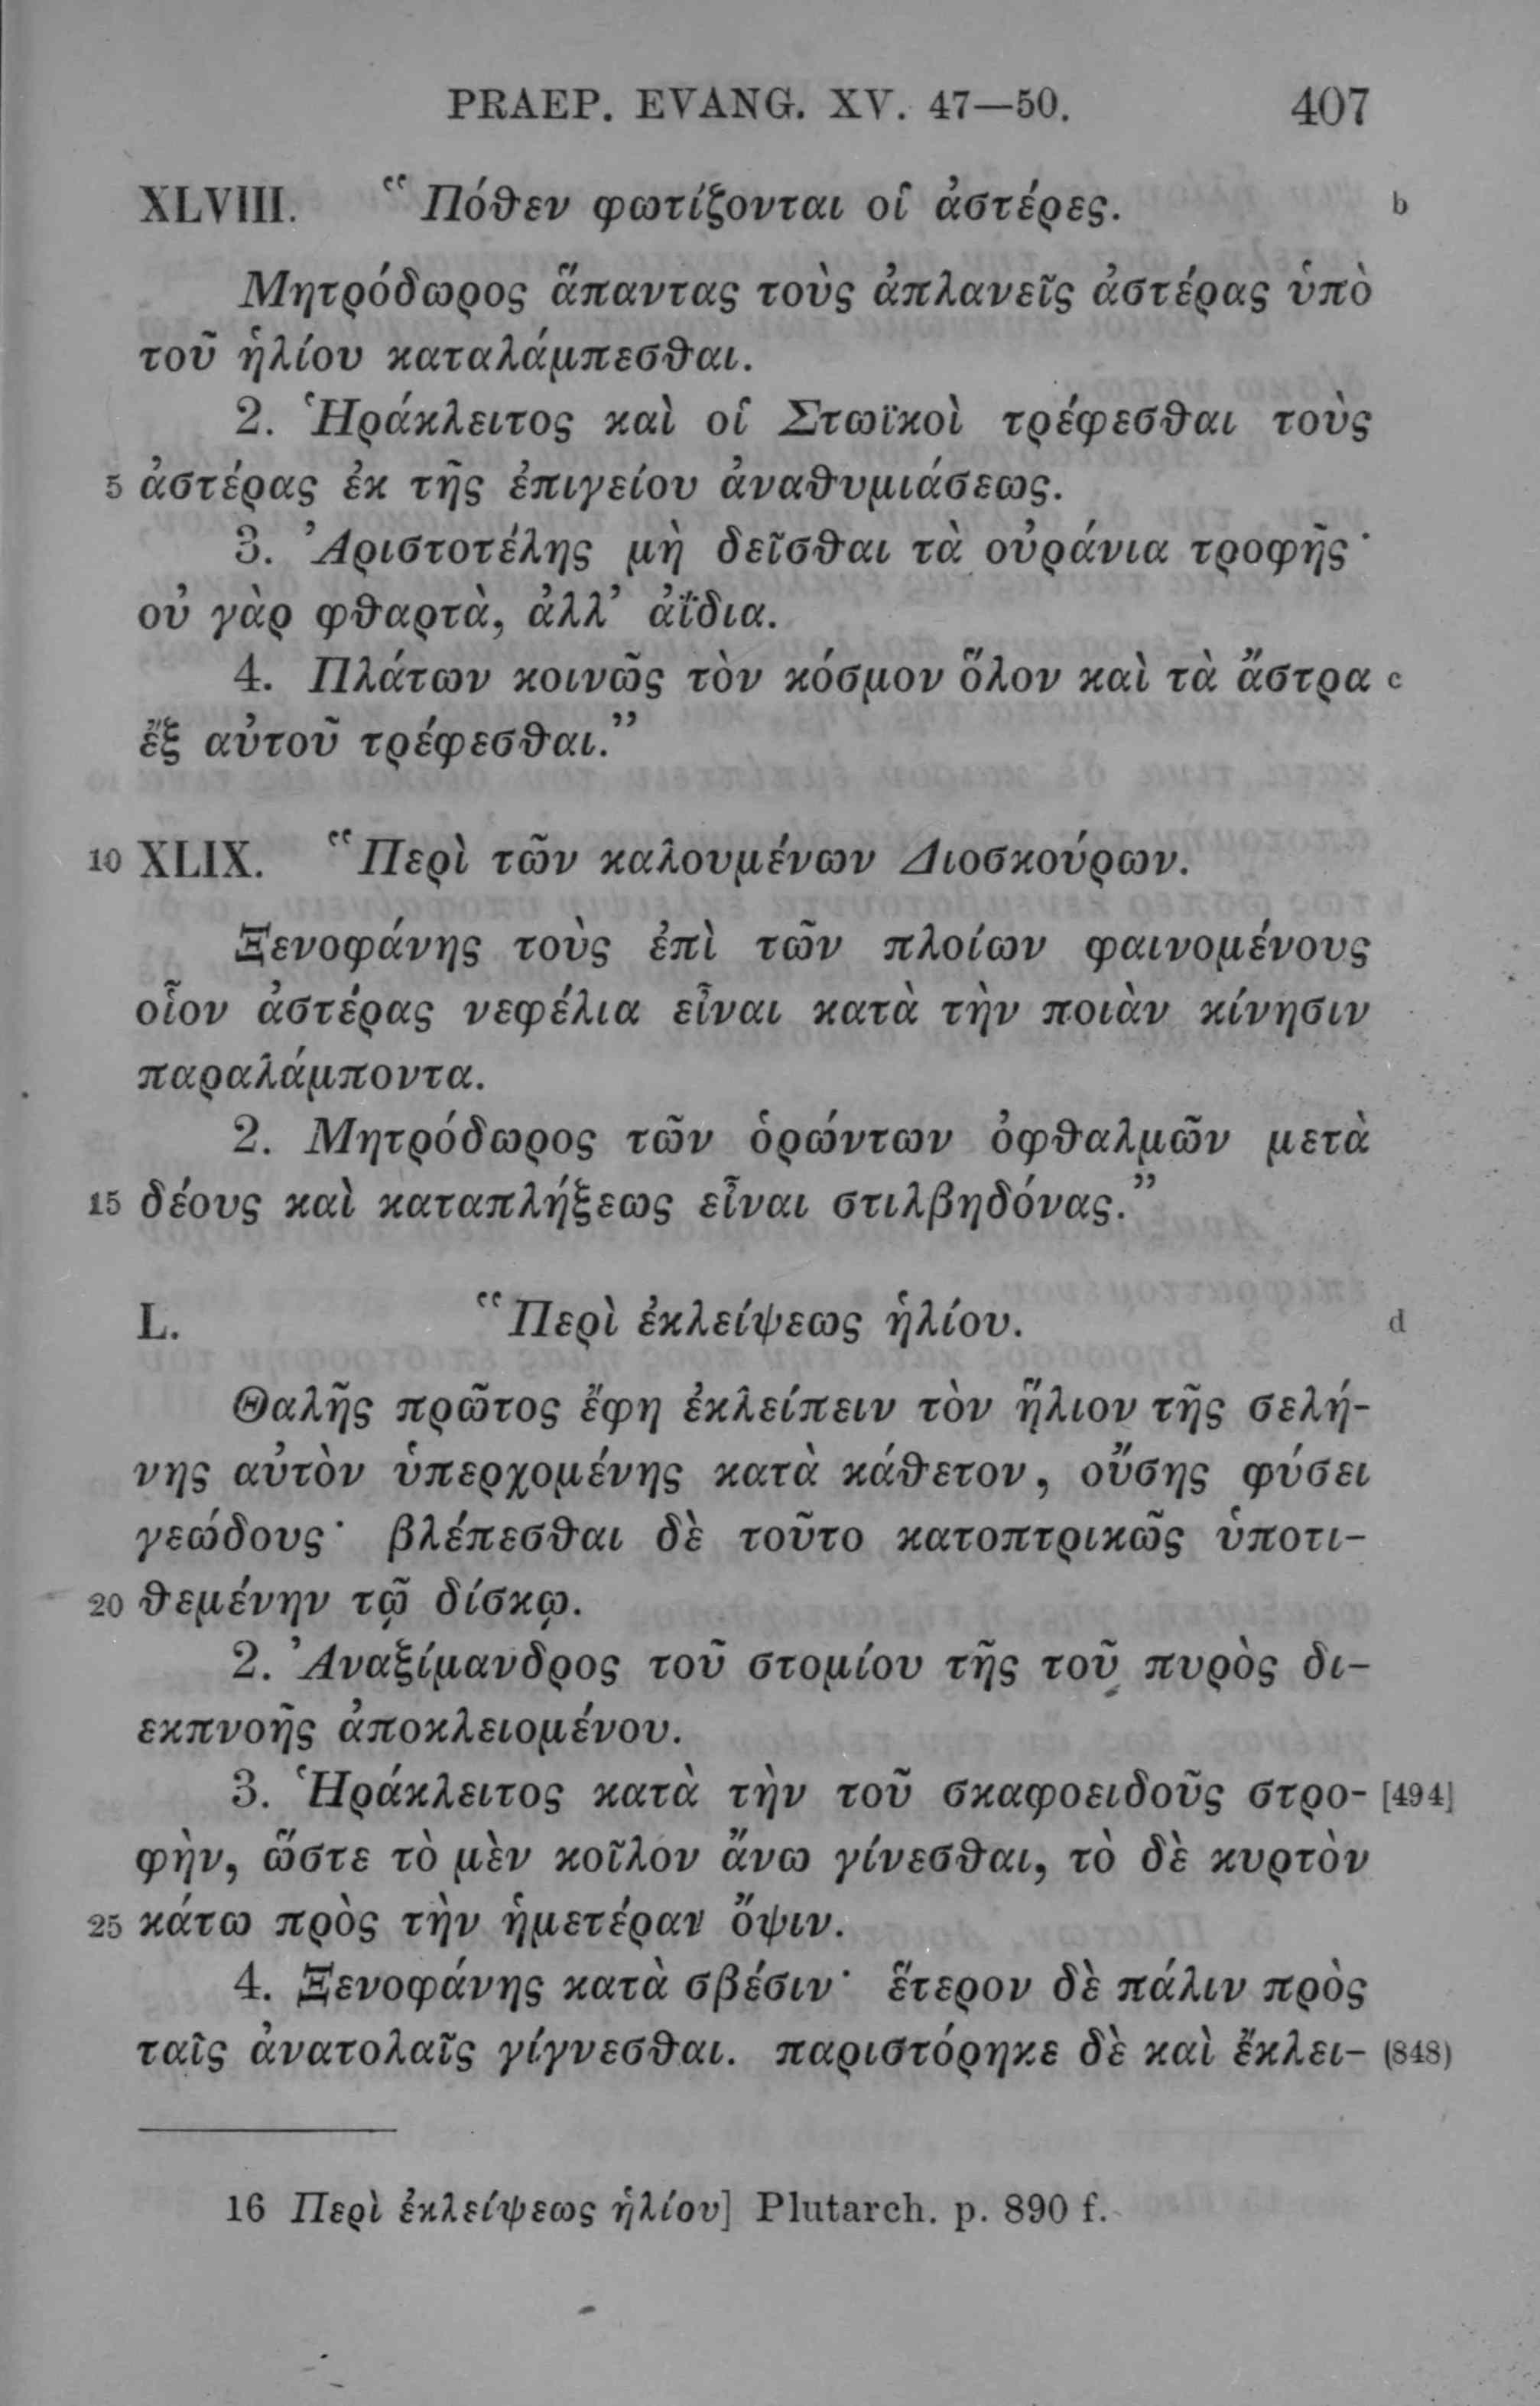 PRAEP. EVANG. XV. 47—50. 407
XLVIII. “Πόθεν φωτίζονται οἱ ἀστέρες. b
Μητρόδωρος ἅπαντας τοὺς ἀπλανεῖς ἀστέρας ὑπὸ
τοῦ ἡλίου καταλάμπεσθαι.
2. Ἡράκλειτος καὶ οἱ Στωϊκοὶ τρέφεσθαι τοὺς
5 ἀστέρας ἐκ τῆς ἐπιγείου ἀναθυμιάσεως.
3. Ἀριστοτέλης μὴ δεῖσθαι τὰ οὐράνια τροφῆς·
οὐ γὰρ φθαρτὰ, ἀλλ’ ἀΐδια.
4. Πλάτων κοινῶς τὸν κόσμον ὅλον καὶ τὰ ἄστρα c
ἔξ αὐτοῦ τρέφεσθαι.”
10 XLIX. “Περὶ τῶν καλουμένων Διοσκούρων.
Ξενοφάνης τοὺς ἐπὶ τῶν πλοίων φαινομένους
οἷον ἀστέρας νεφέλια εἶναι κατὰ τὴν ποιὰν κίνησιν
παραλάμποντα.
2. Μητρόδωρος τῶν ὁρώντων ὀφθαλμῶν μετὰ
15 δέους καὶ καταπλήξεως εἶναι στιλβηδόνας.”
L. “Περὶ ἐκλείψεως ἡλίου. d
Θαλῆς πρῶτος ἔφη ἐκλείπειν τὸν ἥλιον τῆς σελή-
νης αὐτὸν ὑπερχομένης κατὰ κάθετον, οὔσης φύσει
γεώδους· βλέπεσθαι δὲ τοῦτο κατοπτρικῶς ὑποτι-
20 θεμένην τῷ δίσκῳ.
2. Ἀναξίμανδρος τοῦ στομίου τῆς τοῦ πυρὸς δι-
εκπνοῆς ἀποκλειομένου.
3. Ἡράκλειτος κατὰ τὴν τοῦ σκαφοειδοῦς στρο- [494]
φὴν, ὥστε τὸ μὲν κοῖλον ἄνω γίνεσθαι, τὸ δὲ κυρτὸν
25 κάτω πρὸς τὴν ἡμετέραν ὄψιν.
4. Ξενοφάνης κατὰ σβέσιν· ἕτερον δὲ πάλιν πρὸς
ταῖς ἀνατολαῖς γίγνεσθαι. παριστόρηκε δὲ καὶ ἔκλει- (848)
16 Περὶ ἐκλείψεως ἡλίου] Plutarch. p. 890 f.